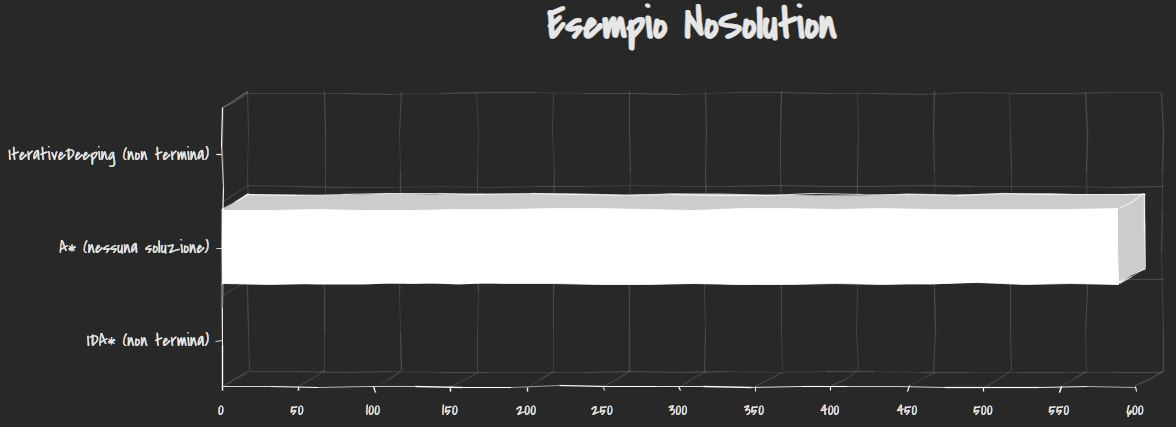 Esempio NoSolution
IterativeDeeping (non termina)
A* (nessuna soluzione)
IDA* (non termina)
0 50 100 150 200 250 300 350 400 450 500 550 600